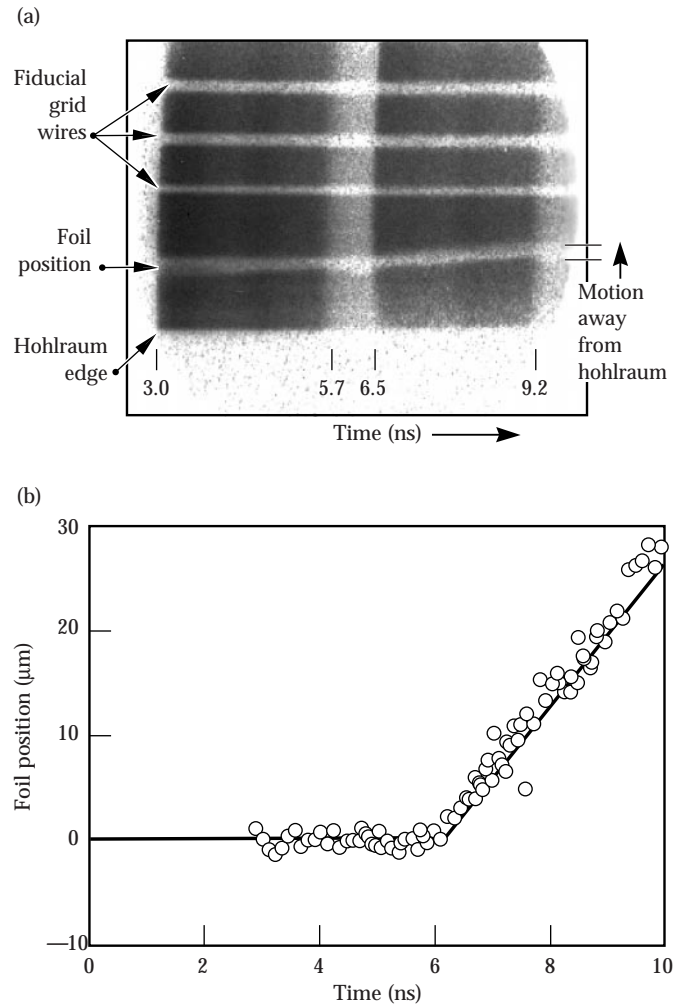 (a)
Fiducial
grid
wires
Foil
position
Hohlraum
edge
Motion
away
from
hohlraum
3.0 5.7 6.5 9.2
Time (ns)
(b)
30
20
10
0
—10
Foil position (µm)
0 2 4 6 8 10
Time (ns)